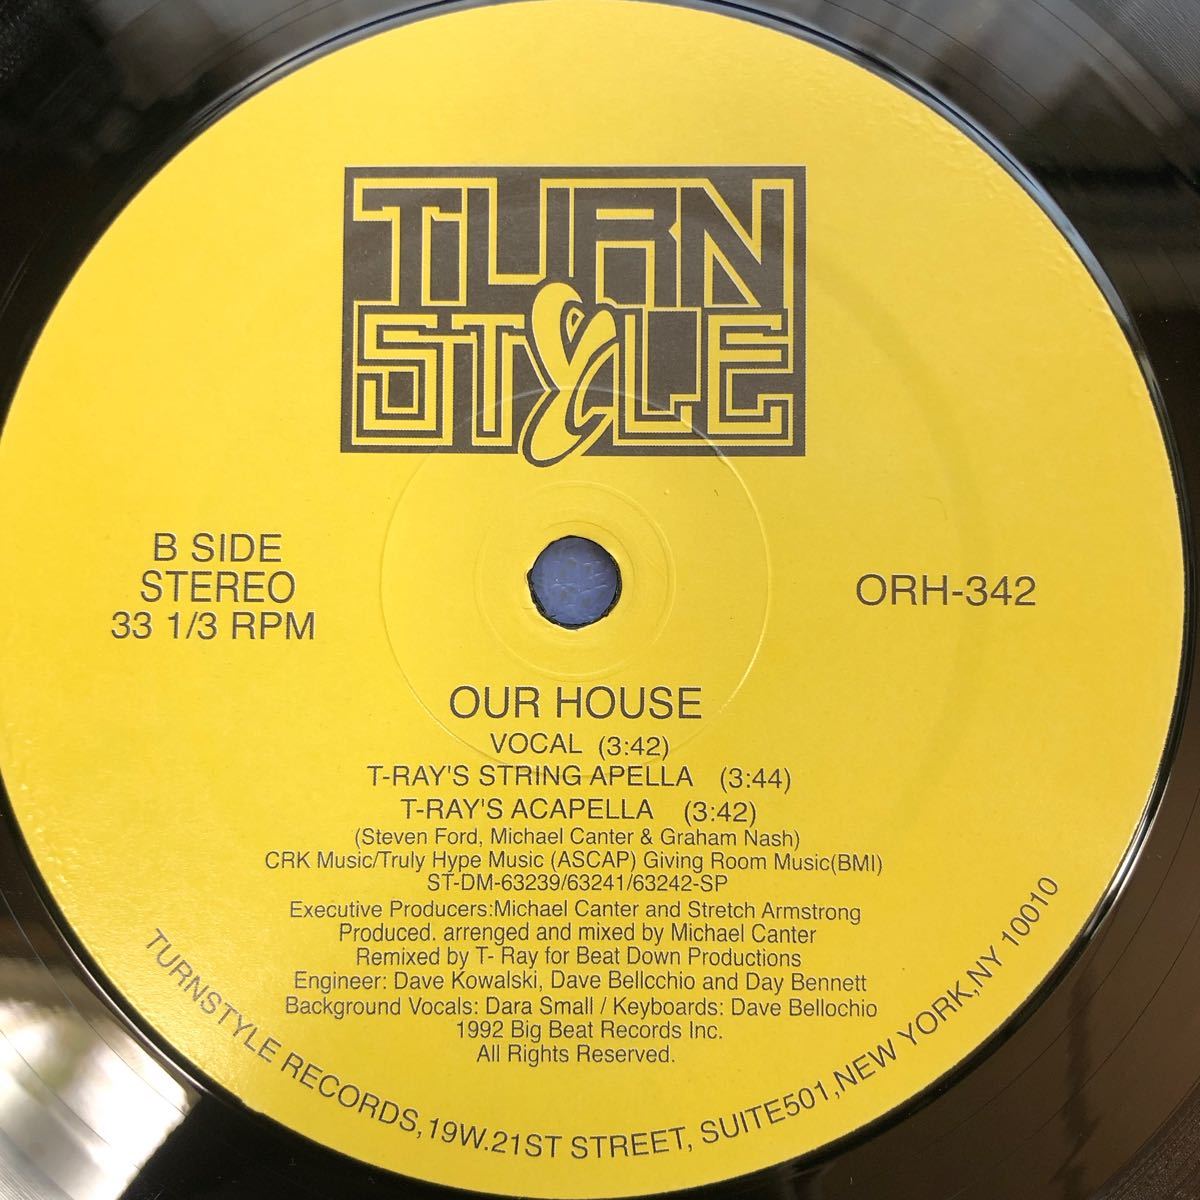 TURN
STYLE
B SIDE
STEREO
33 1/3 RPM
ORH-342
OUR HOUSE
VOCAL (3:42)
T-RAY'S STRING APELLA (3:44)
T-RAY'S ACAPELLA (3:42)
(Steven Ford, Michael Canter & Graham Nash)
CRK Music/Truly Hype Music (ASCAP) Giving Room Music(BMI)
ST-DM-63239/63241/63242-SP
Executive Producers:Michael Canter and Stretch Armstrong
Produced. arrenged and mixed by Michael Canter
Remixed by T- Ray for Beat Down Productions
Engineer: Dave Kowalski, Dave Bellcchio and Day Bennett
Background Vocals: Dara Small / Keyboards: Dave Bellochio
1992 Big Beat Records Inc.
All Rights Reserved.
TURNSTYLE RECORDS,19W.21ST STREET, SUITE501,NEW YORK,NY 10010